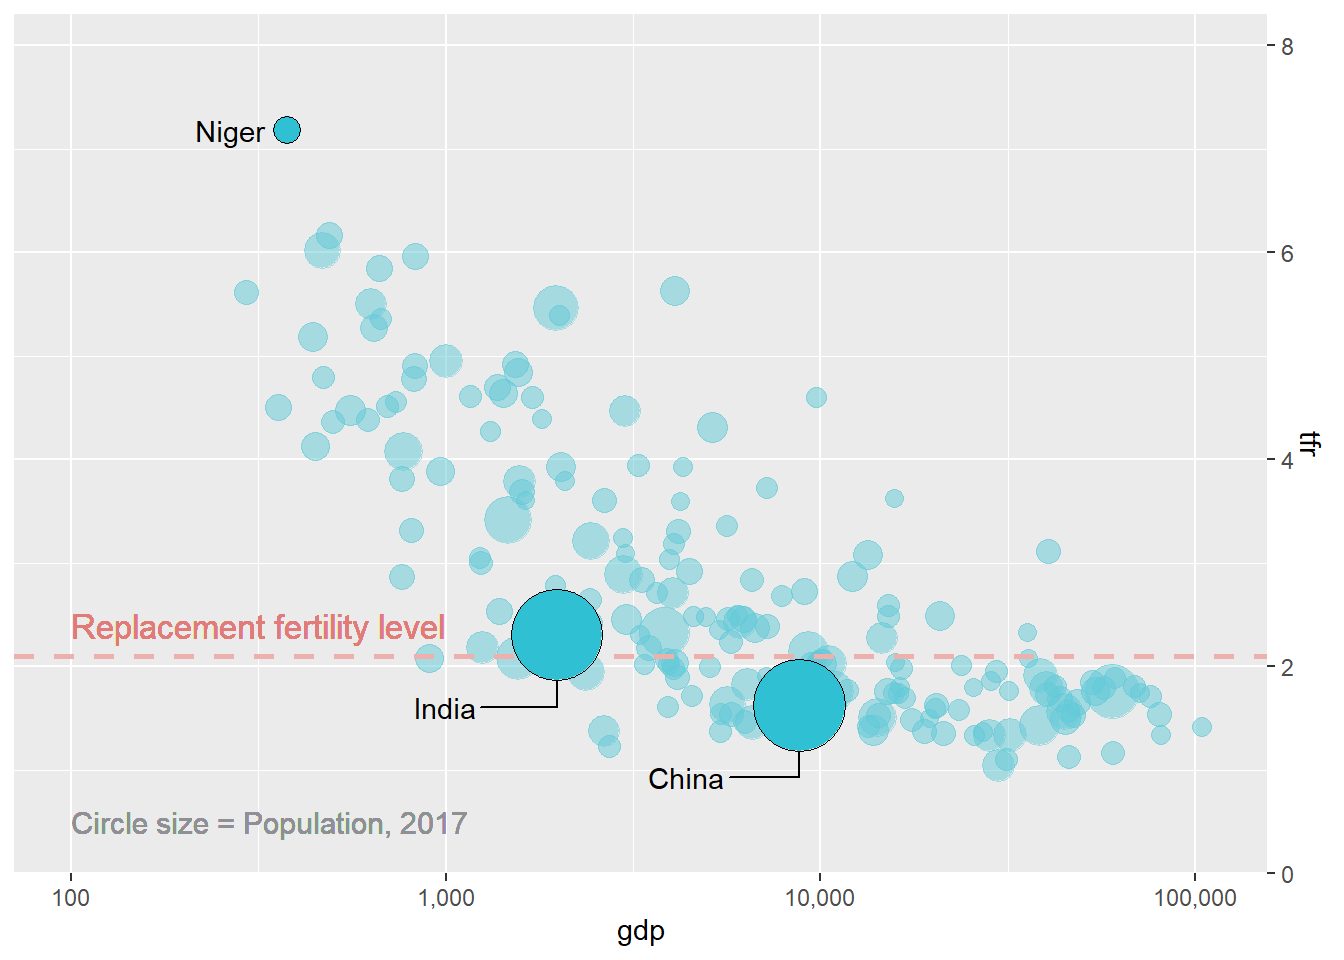 8
Niger
6
tfr
4
Replacement fertility level
2
India
China
Circle size = Population, 2017
0
100
1,000
10,000
100,000
gdp